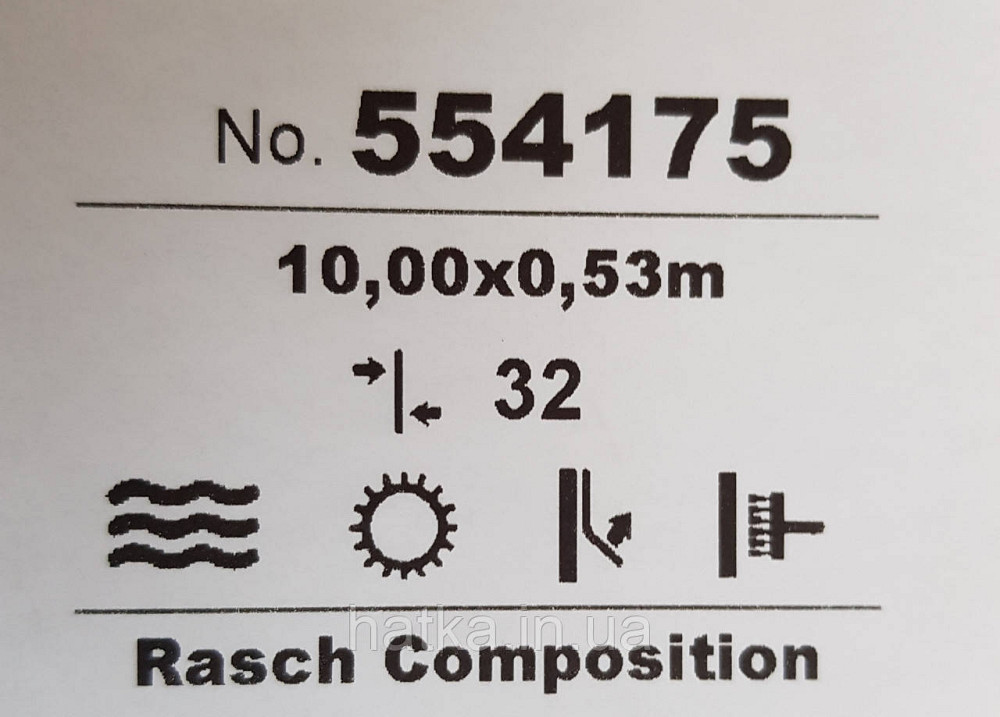 No. 554175
10,00x0,53m
32
hatka.in.ua
Rasch Composition